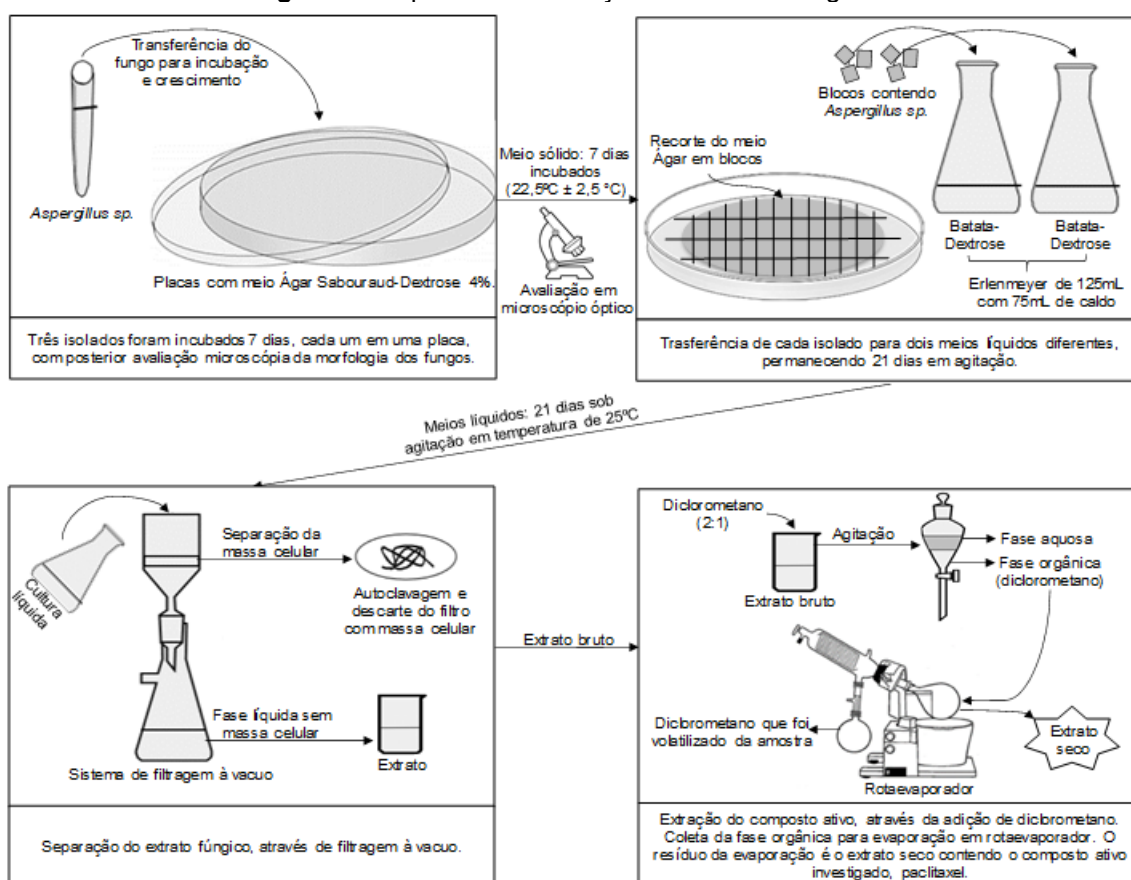 Transferência do
fungo para incubação
e crescimento
Aspergillus sp.
Placas com meio Ágar Sabouraud-Dextrose 4%.
Três isolados foram incubados 7 dias, cada um em uma placa,
com posterior avaliação microscópia da morfologia dos fungos.
Meio sólido: 7 dias
incubados
(22,5ºC ± 2,5 °C)
Avaliação em
microscópio óptico
Blocos contendo
Aspergillus sp.
Recorte do meio
Ágar em blocos
Batata-
Dextrose
Batata-
Dextrose
Erlenmeyer de 125mL
com 75mL de caldo
Trasferência de cada isolado para dois meios líquidos diferentes,
permanecendo 21 dias em agitação.
Meios líquidos: 21 dias sob
agitação em temperatura de 25ºC
Cultura
líquida
Separação da
massa celular
Autoclavagem e
descarte do filtro
com massa celular
Fase líquida sem
massa celular
Extrato
Sistema de filtragem à vacuo
Separação do extrato fúngico, através de filtragem à vácuo.
Extrato bruto
Diclorometano
(2:1)
Agitação
Extrato bruto
Fase aquosa
Fase orgânica
(diclorometano)
Diclorometano que foi
volatilizado da amostra
Extrato
seco
Rotaevaporador
Extração do composto ativo, através da adição de diclorometano.
Coleta da fase orgânica para evaporação em rotaevaporador. O
resíduo da evaporação é o extrato seco contendo o composto ativo
investigado, paclitaxel.